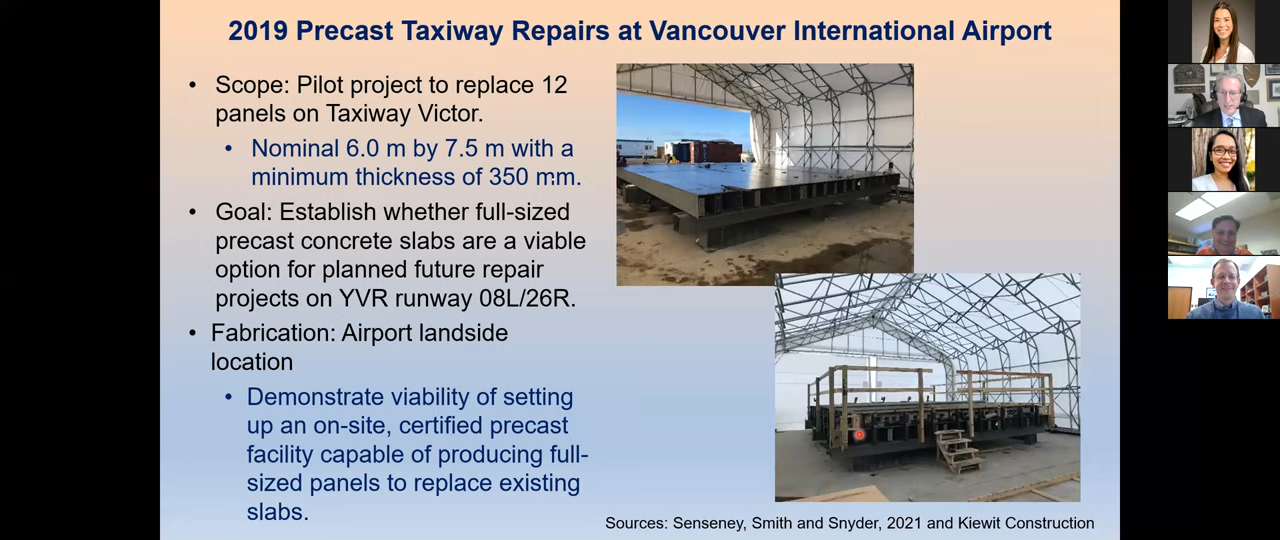 2019 Precast Taxiway Repairs at Vancouver International Airport
• Scope: Pilot project to replace 12
panels on Taxiway Victor.
• Nominal 6.0 m by 7.5 m with a
minimum thickness of 350 mm.
• Goal: Establish whether full-sized
precast concrete slabs are a viable
option for planned future repair
projects on YVR runway 08L/26R.
• Fabrication: Airport landside
location
• Demonstrate viability of setting
up an on-site, certified precast
facility capable of producing full-
sized panels to replace existing
slabs.
Sources: Senseney, Smith and Snyder, 2021 and Kiewit Construction